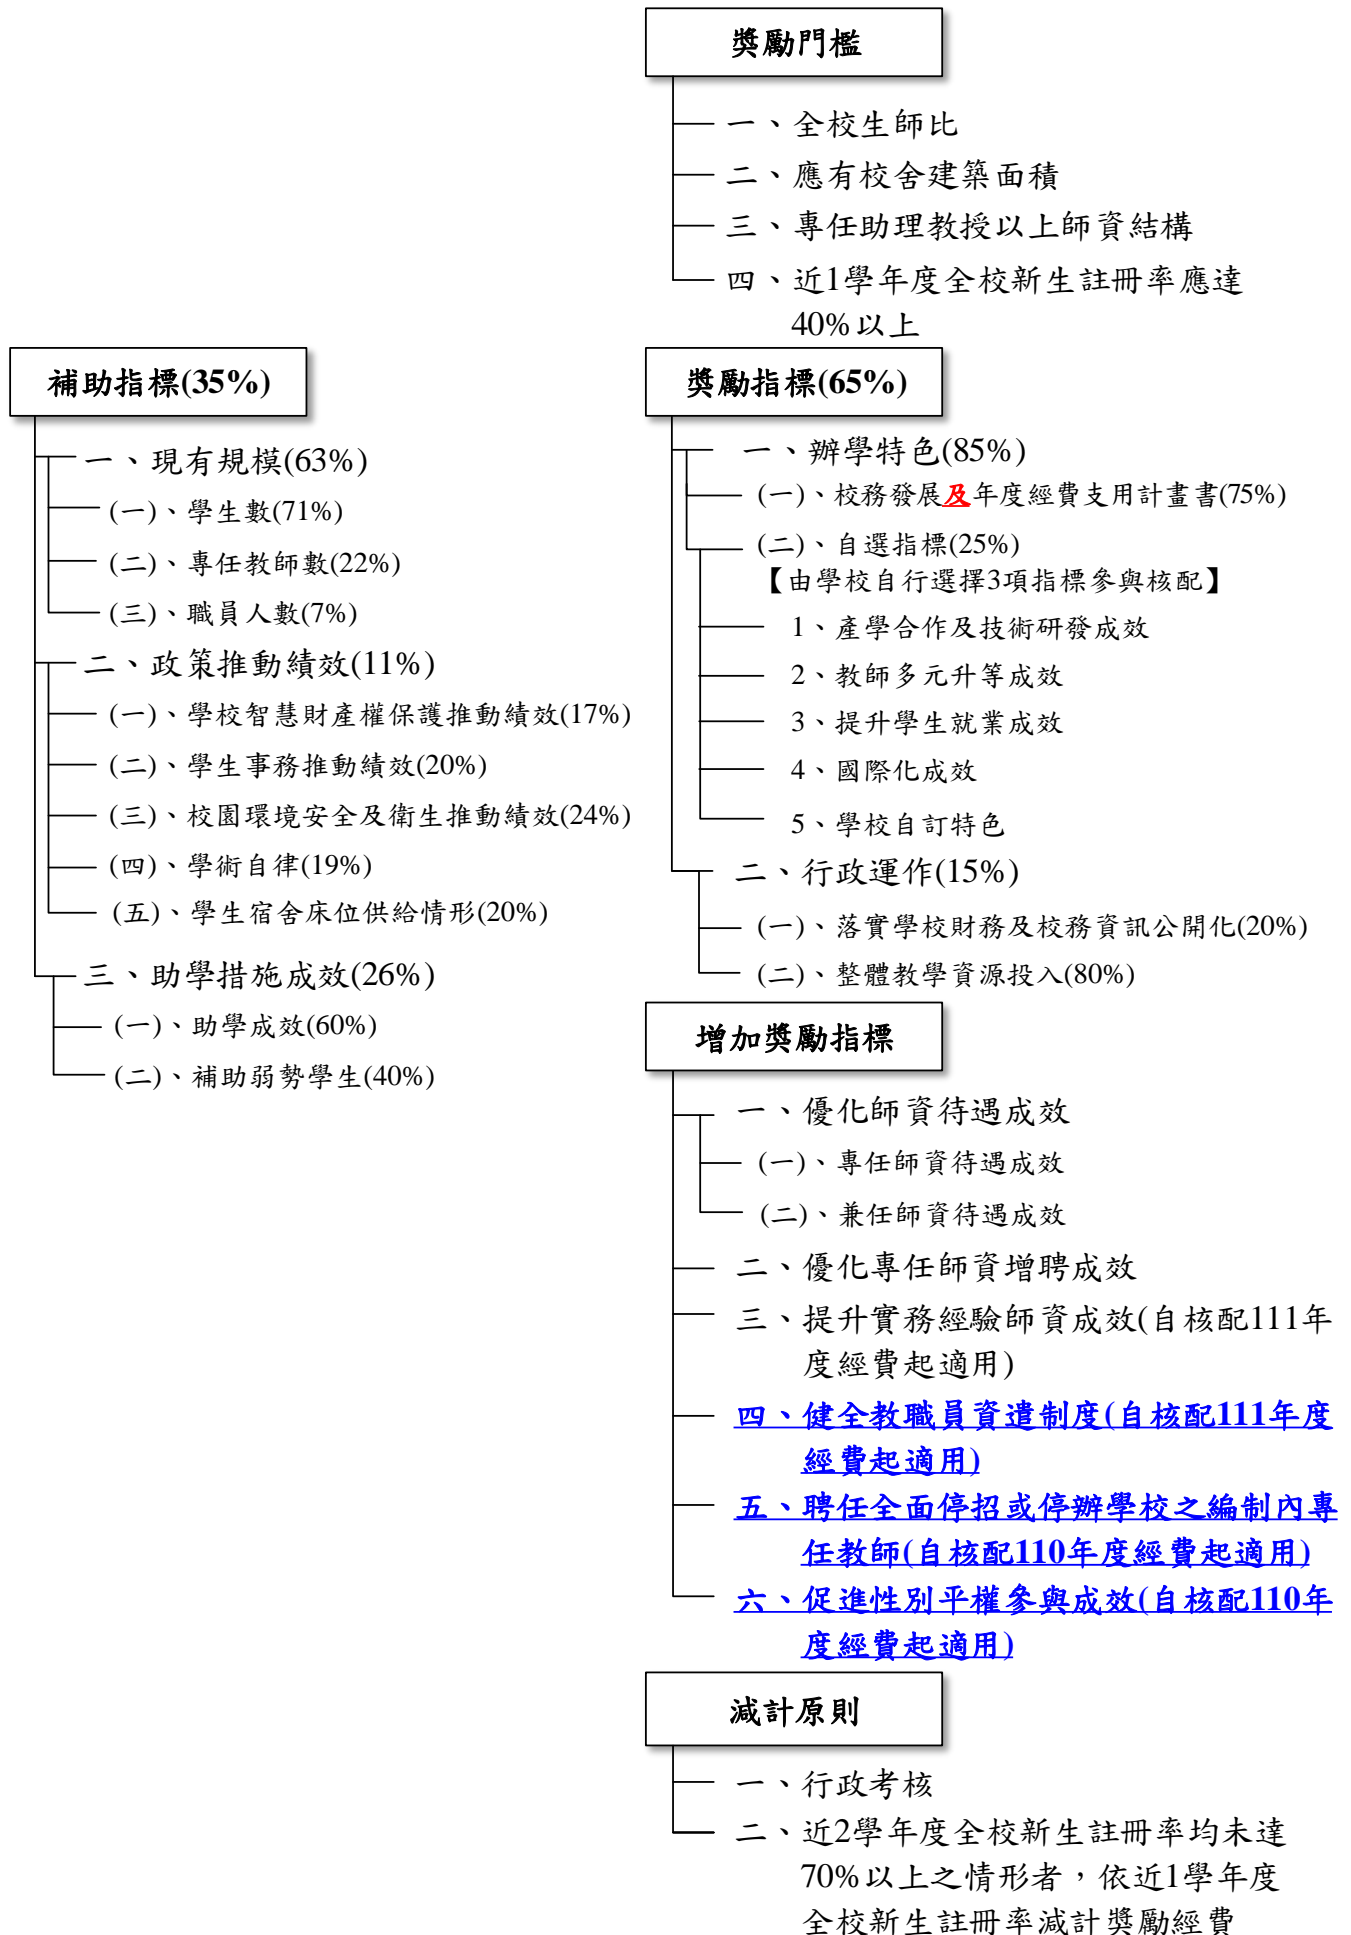 獎勵門檻
一、全校生師比
二、應有校舍建築面積
三、專任助理教授以上師資結構
四、近1學年度全校新生註冊率應達
40%以上
補助指標(35%)
一、現有規模(63%)
(一)、學生數(71%)
(二)、專任教師數(22%)
(三)、職員人數(7%)
二、政策推動績效(11%)
(一)、學校智慧財產權保護推動績效(17%)
(二)、學生事務推動績效(20%)
(三)、校園環境安全及衛生推動績效(24%)
(四)、學術自律(19%)
(五)、學生宿舍床位供給情形(20%)
三、助學措施成效(26%)
(一)、助學成效(60%)
(二)、補助弱勢學生(40%)
獎勵指標(65%)
一、辦學特色(85%)
(一)、校務發展及年度經費支用計畫書(75%)
(二)、自選指標(25%)
【由學校自行選擇3項指標參與核配】
1、產學合作及技術研發成效
2、教師多元升等成效
3、提升學生就業成效
4、國際化成效
5、學校自訂特色
二、行政運作(15%)
(一)、落實學校財務及校務資訊公開化(20%)
(二)、整體教學資源投入(80%)
增加獎勵指標
一、優化師資待遇成效
(一)、專任師資待遇成效
(二)、兼任師資待遇成效
二、優化專任師資增聘成效
三、提升實務經驗師資成效(自核配111年
度經費起適用)
四、健全教職員資遣制度(自核配111年度
經費起適用)
五、聘任全面停招或停辦學校之編制內專
任教師(自核配110年度經費起適用)
六、促進性別平權參與成效(自核配110年
度經費起適用)
減計原則
一、行政考核
二、近2學年度全校新生註冊率均未達
70%以上之情形者，依近1學年度
全校新生註冊率減計獎勵經費